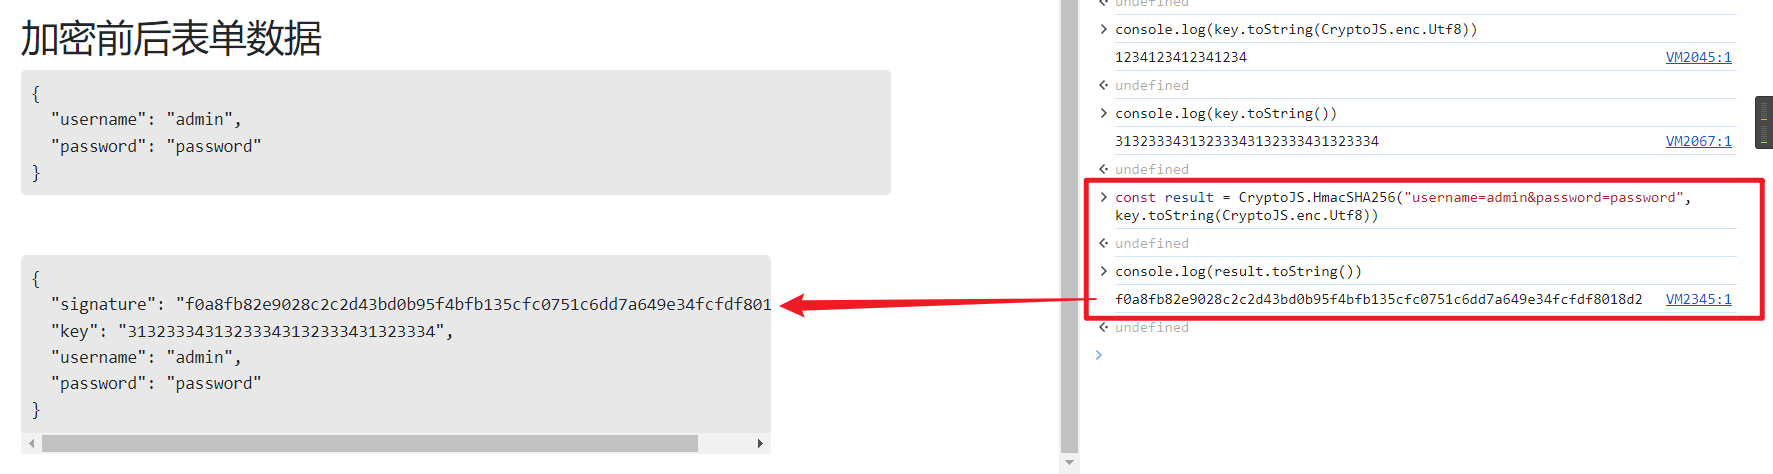 加密前后表单数据
{
"username": "admin",
"password": "password"
}
{
"signature": "f0a8fb82e9028c2c2d43bd0b95f4bfb135cfc0751c6dd7a649e34fcfdf801
"key": "31323334313233343132333431323334",
"username": "admin",
"password": "password"
}
undefined
console.log(key.toString(CryptoJS.enc.Utf8))
1234123412341234 VM2045:1
undefined
console.log(key.toString())
31323334313233343132333431323334 VM2067:1
undefined
const result = CryptoJS.HmacSHA256("username=admin&password=password",
key.toString(CryptoJS.enc.Utf8))
undefined
console.log(result.toString())
f0a8fb82e9028c2c2d43bd0b95f4bfb135cfc0751c6dd7a649e34fcfdf8018d2 VM2345:1
undefined